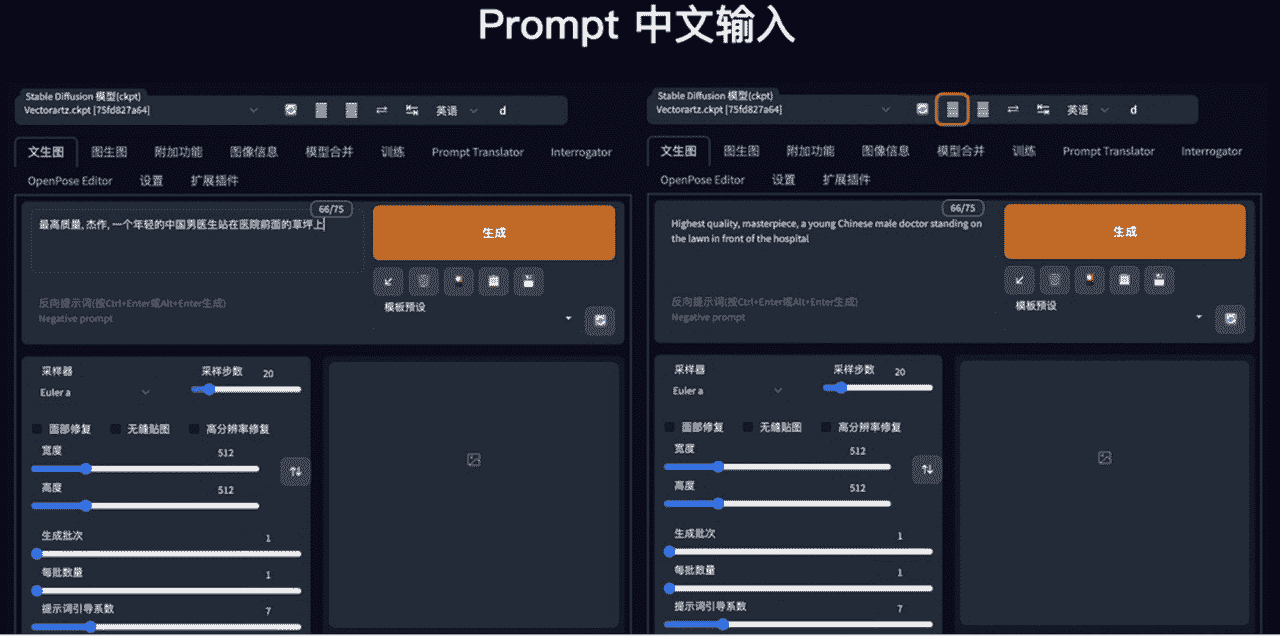 Prompt 中文输入
Stable Diffusion 模型(ckpt)
Vectorartz.ckpt [75fd827a64]
英语
d
文生图 图生图 附加功能 图像信息 模型合并 训练 Prompt Translator Interrogator
OpenPose Editor 设置 扩展插件
66/75
最高质量, 杰作, 一个年轻的中国男医生站在医院前面的草坪上
生成
反向提示词(按Ctrl+Enter或Alt+Enter生成)
Negative prompt
模板预设
采样器
Euler a
采样步数 20
面部修复 无缝贴图 高分辨率修复
宽度 512
高度 512
生成批次 1
每批数量 1
提示词引导系数 7
Stable Diffusion 模型(ckpt)
Vectorartz.ckpt [75fd827a64]
英语
d
文生图 图生图 附加功能 图像信息 模型合并 训练 Prompt Translator Interrogator
OpenPose Editor 设置 扩展插件
66/75
Highest quality, masterpiece, a young Chinese male doctor standing on
the lawn in front of the hospital
生成
反向提示词(按Ctrl+Enter或Alt+Enter生成)
Negative prompt
模板预设
采样器
Euler a
采样步数 20
面部修复 无缝贴图 高分辨率修复
宽度 512
高度 512
生成批次 1
每批数量 1
提示词引导系数 7